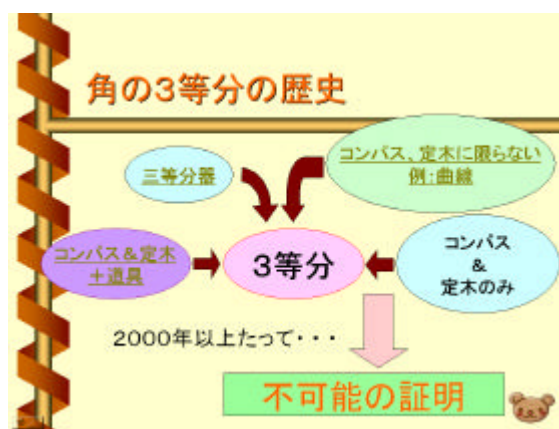 角の3等分の歴史
コンパス、定木に限らない
例:曲線
三等分器
コンパス&定木
+道具
3等分
コンパス
&
定木のみ
2000年以上たって・・・
不可能の証明